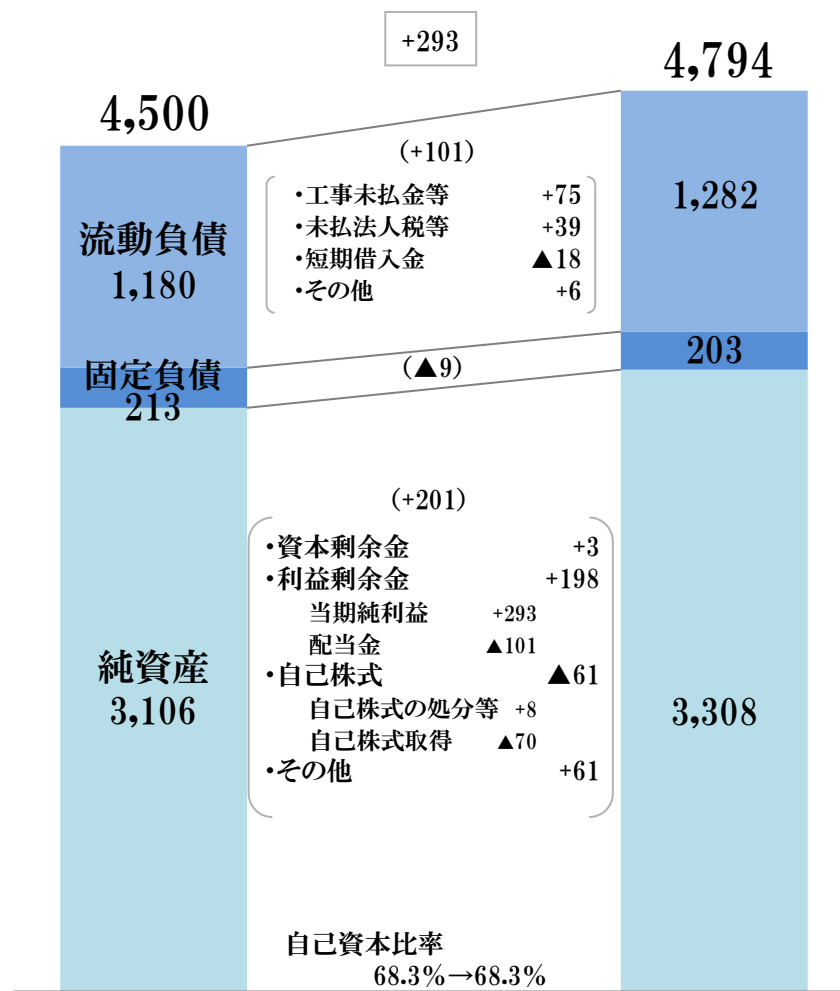 +293
4,500
4,794
流動負債
1,180
(+101)
・工事未払金等 +75
・未払法人税等 +39
・短期借入金 ▲18
・その他 +6
1,282
固定負債
213
(▲9)
203
(+201)
・資本剰余金 +3
・利益剰余金 +198
当期純利益 +293
配当金 ▲101
・自己株式 ▲61
自己株式の処分等 +8
自己株式取得 ▲70
・その他 +61
純資産
3,106
3,308
自己資本比率
68.3%→68.3%